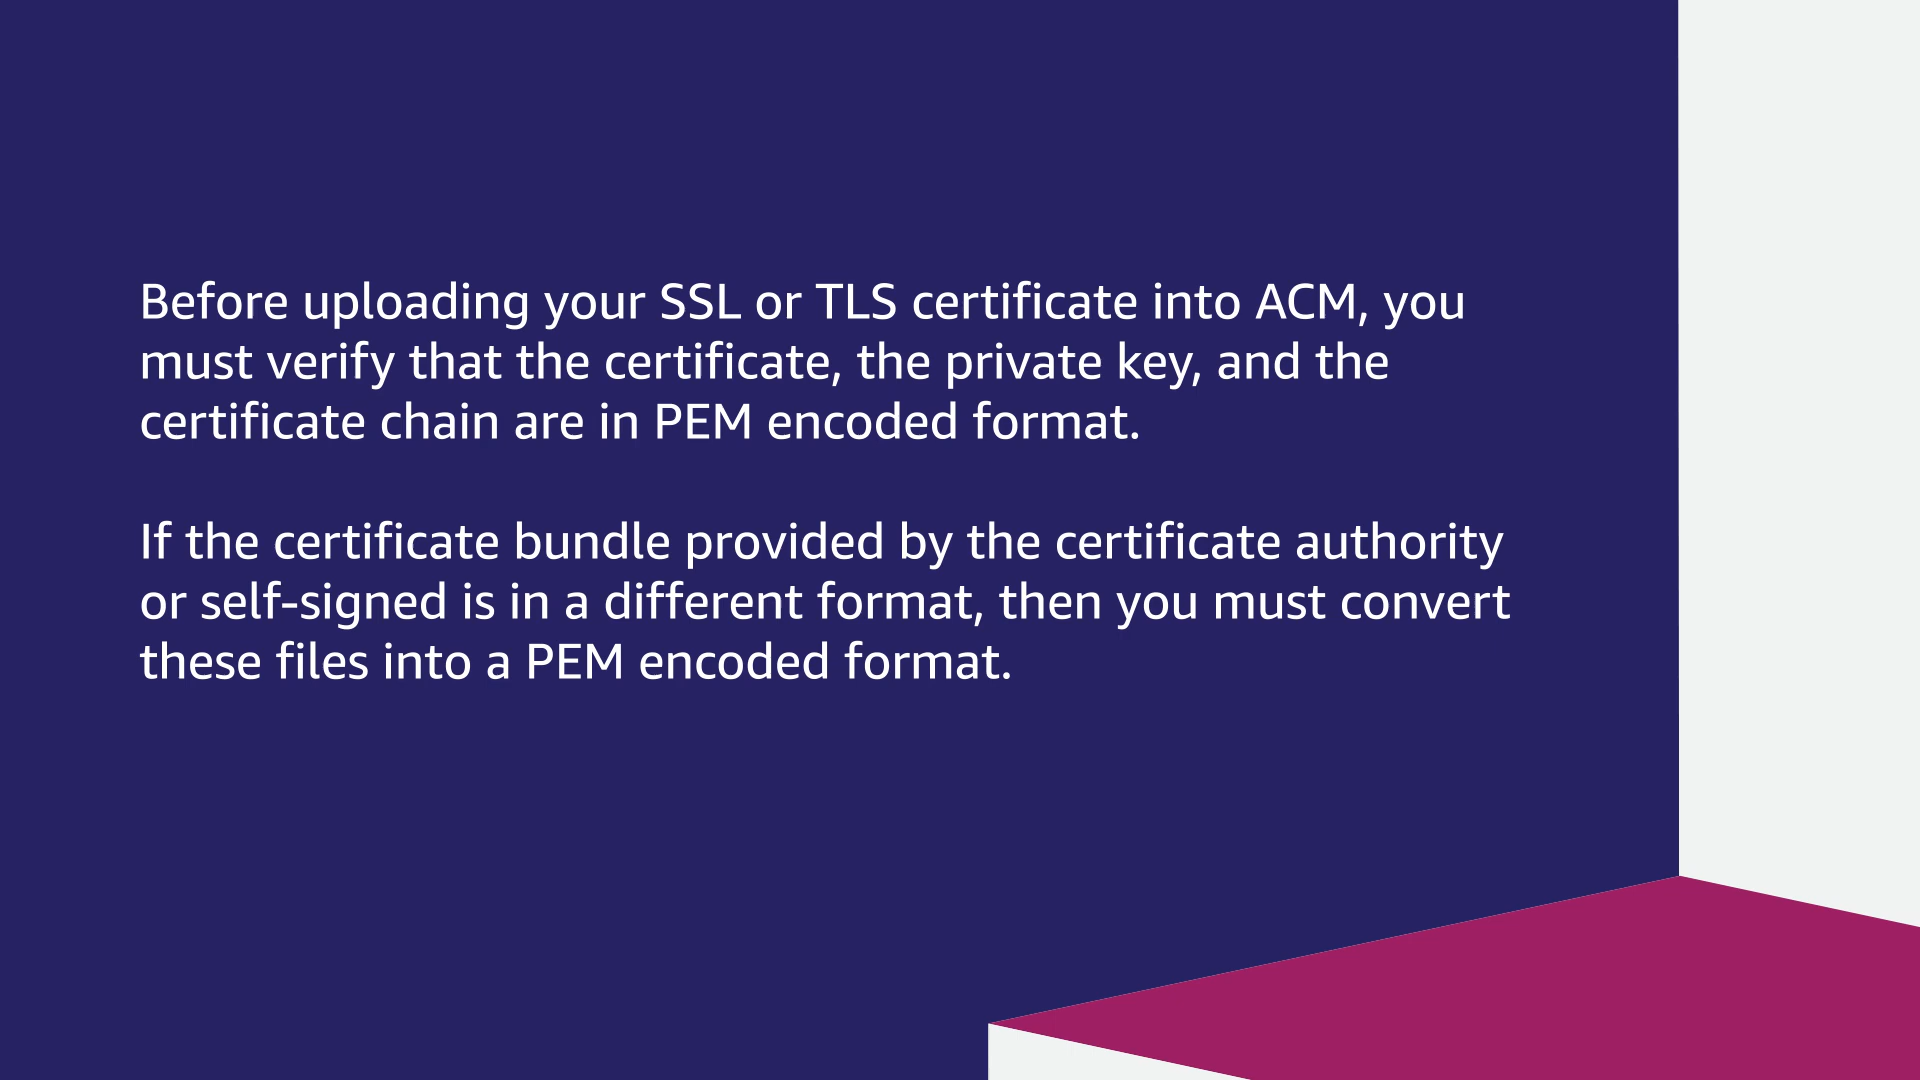 Before uploading your SSL or TLS certificate into ACM, you
must verify that the certificate, the private key, and the
certificate chain are in PEM encoded format.
If the certificate bundle provided by the certificate authority
or self-signed is in a different format, then you must convert
these files into a PEM encoded format.